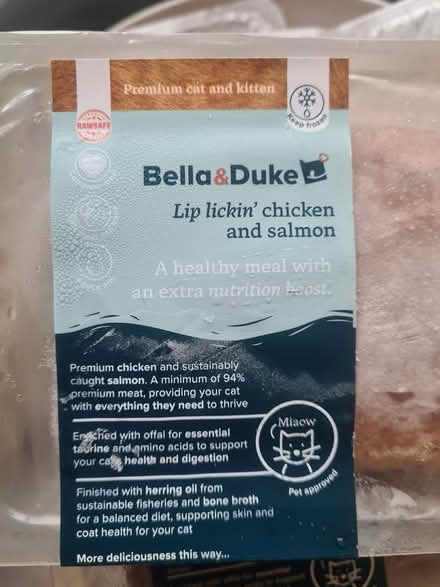 Premium cat and kitten
RAWSAFE
Keep frozen
Bella&Duke
Lip lickin' chicken
and salmon
A healthy meal with
an extra nutrition boost.
Premium chicken and sustainably
caught salmon. A minimum of 94%
premium meat, providing your cat
with everything they need to thrive
Enriched with offal for essential
taurine and amino acids to support
your cats health and digestion
Miaow
Pet approved
Finished with herring oil from
sustainable fisheries and bone broth
for a balanced diet, supporting skin and
coat health for your cat
More deliciousness this way...